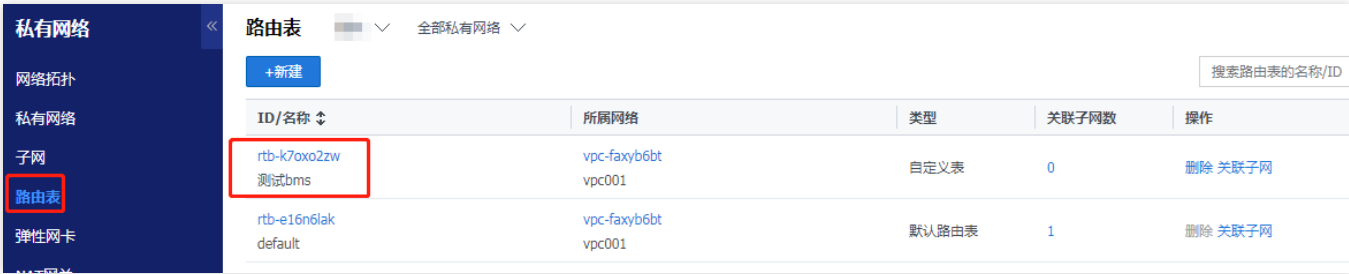 私有网络
«
路由表
全部私有网络
网络拓扑
+新建
搜索路由表的名称/ID
私有网络
ID/名称
所属网络
类型
关联子网数
操作
子网
rtb-k7oxo2zw
vpc-faxyb6bt
自定义表
0
删除 关联子网
测试bms
vpc001
路由表
rtb-e16n6lak
vpc-faxyb6bt
默认路由表
1
删除 关联子网
default
vpc001
弹性网卡
NAT网关